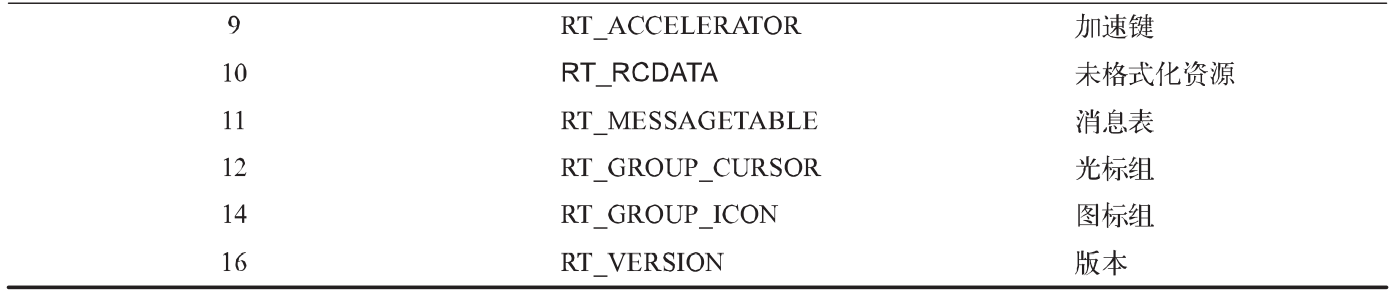 9 RT_ACCELERATOR 加速键
10 RT_RCDATA 未格式化资源
11 RT_MESSAGETABLE 消息表
12 RT_GROUP_CURSOR 光标组
14 RT_GROUP_ICON 图标组
16 RT_VERSION 版本